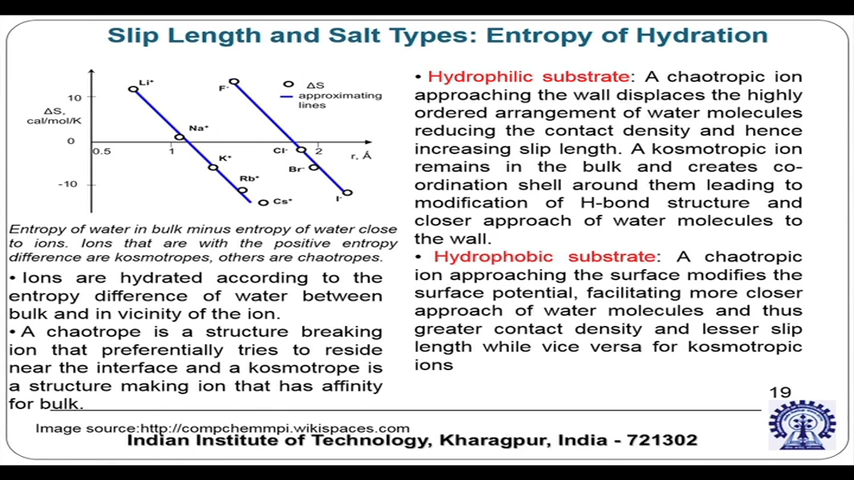 Slip Length and Salt Types: Entropy of Hydration
10
ΔS,
cal/mol/K
0
-10
0.5
1
2
r, Å
Li⁺
Na⁺
K⁺
Rb⁺
Cs⁺
F⁻
Cl⁻
Br⁻
I⁻
ΔS
approximating
lines
Entropy of water in bulk minus entropy of water close
to ions. Ions that are with the positive entropy
difference are kosmotropes, others are chaotropes.
• Ions are hydrated according to the
entropy difference of water between
bulk and in vicinity of the ion.
• A chaotrope is a structure breaking
ion that preferentially tries to reside
near the interface and a kosmotrope is
a structure making ion that has affinity
for bulk.
• Hydrophilic substrate: A chaotropic ion
approaching the wall displaces the highly
ordered arrangement of water molecules
reducing the contact density and hence
increasing slip length. A kosmotropic ion
remains in the bulk and creates co-
ordination shell around them leading to
modification of H-bond structure and
closer approach of water molecules to
the wall.
• Hydrophobic substrate: A chaotropic
ion approaching the surface modifies the
surface potential, facilitating more closer
approach of water molecules and thus
greater contact density and lesser slip
length while vice versa for kosmotropic
ions
19
Image source:http://compchemmpi.wikispaces.com
Indian Institute of Technology, Kharagpur, India - 721302